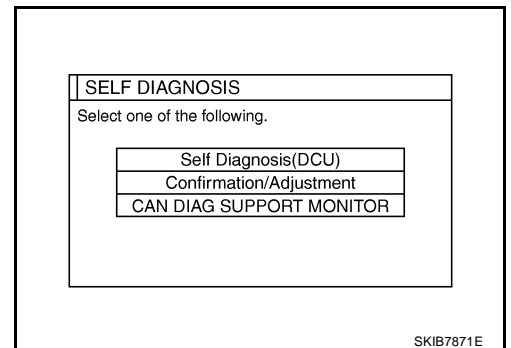 SELF DIAGNOSIS
Select one of the following.
Self Diagnosis(DCU)
Confirmation/Adjustment
CAN DIAG SUPPORT MONITOR
SKIB7871E